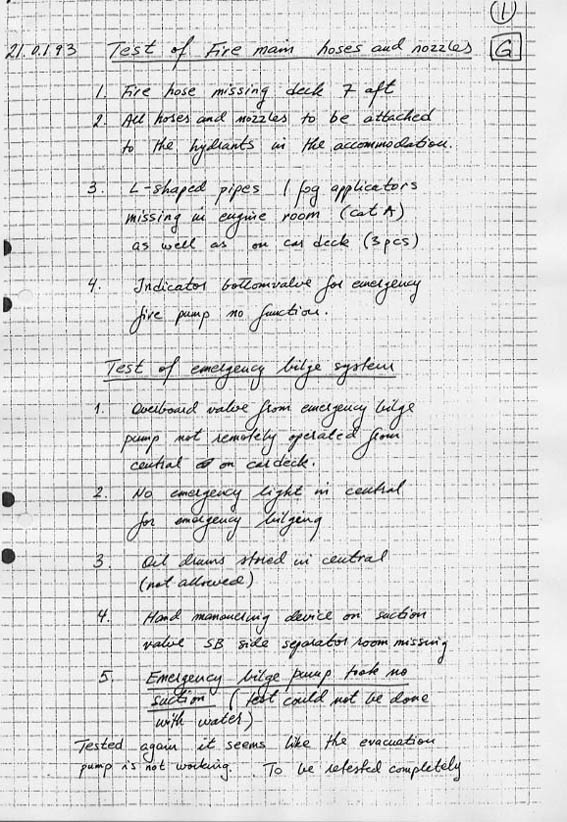 1
21.01.93 Test of Fire main hoses and nozzles G
1. Fire hose missing deck 7 aft
2. All hoses and nozzles to be attached
to the hydrants in the accommodation.
3. L-shaped pipes / fog applicators
missing in engine room (cat A)
as well as on car deck (3 pcs)
4. Indicator bottomvalve for emergency
fire pump no function.
Test of emergency bilge system
1. Overboard valve from emergency bilge
pump not remotely operated from
central on cardeck.
2. No emergency light in central
for emergency bilging
3. Oil drums stored in central
(not allowed)
4. Hand manouering device on suction
valve SB side separator room missing
5. Emergency bilge pump took no
suction (test could not be done
with water)
Tested again it seems like the evacuation
pump is not working. To be retested completely